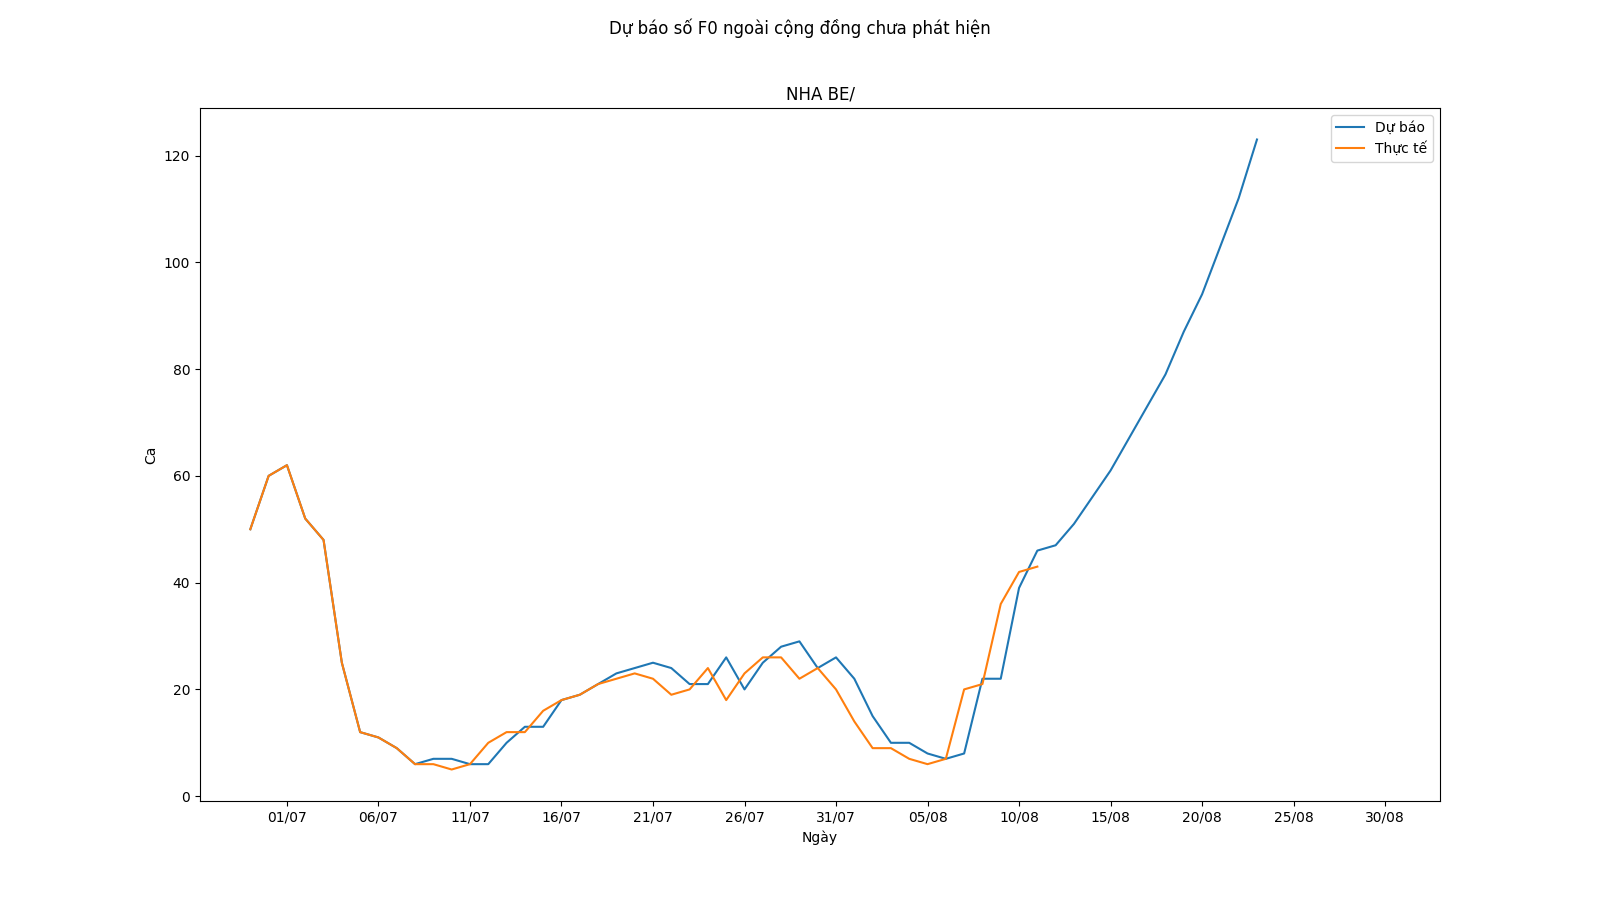 Dự báo số F0 ngoài cộng đồng chưa phát hiện
NHA BE/
Dự báo
Thực tế
120
100
80
60
40
20
0
Ca
01/07 06/07 11/07 16/07 21/07 26/07 31/07 05/08 10/08 15/08 20/08 25/08 30/08
Ngày